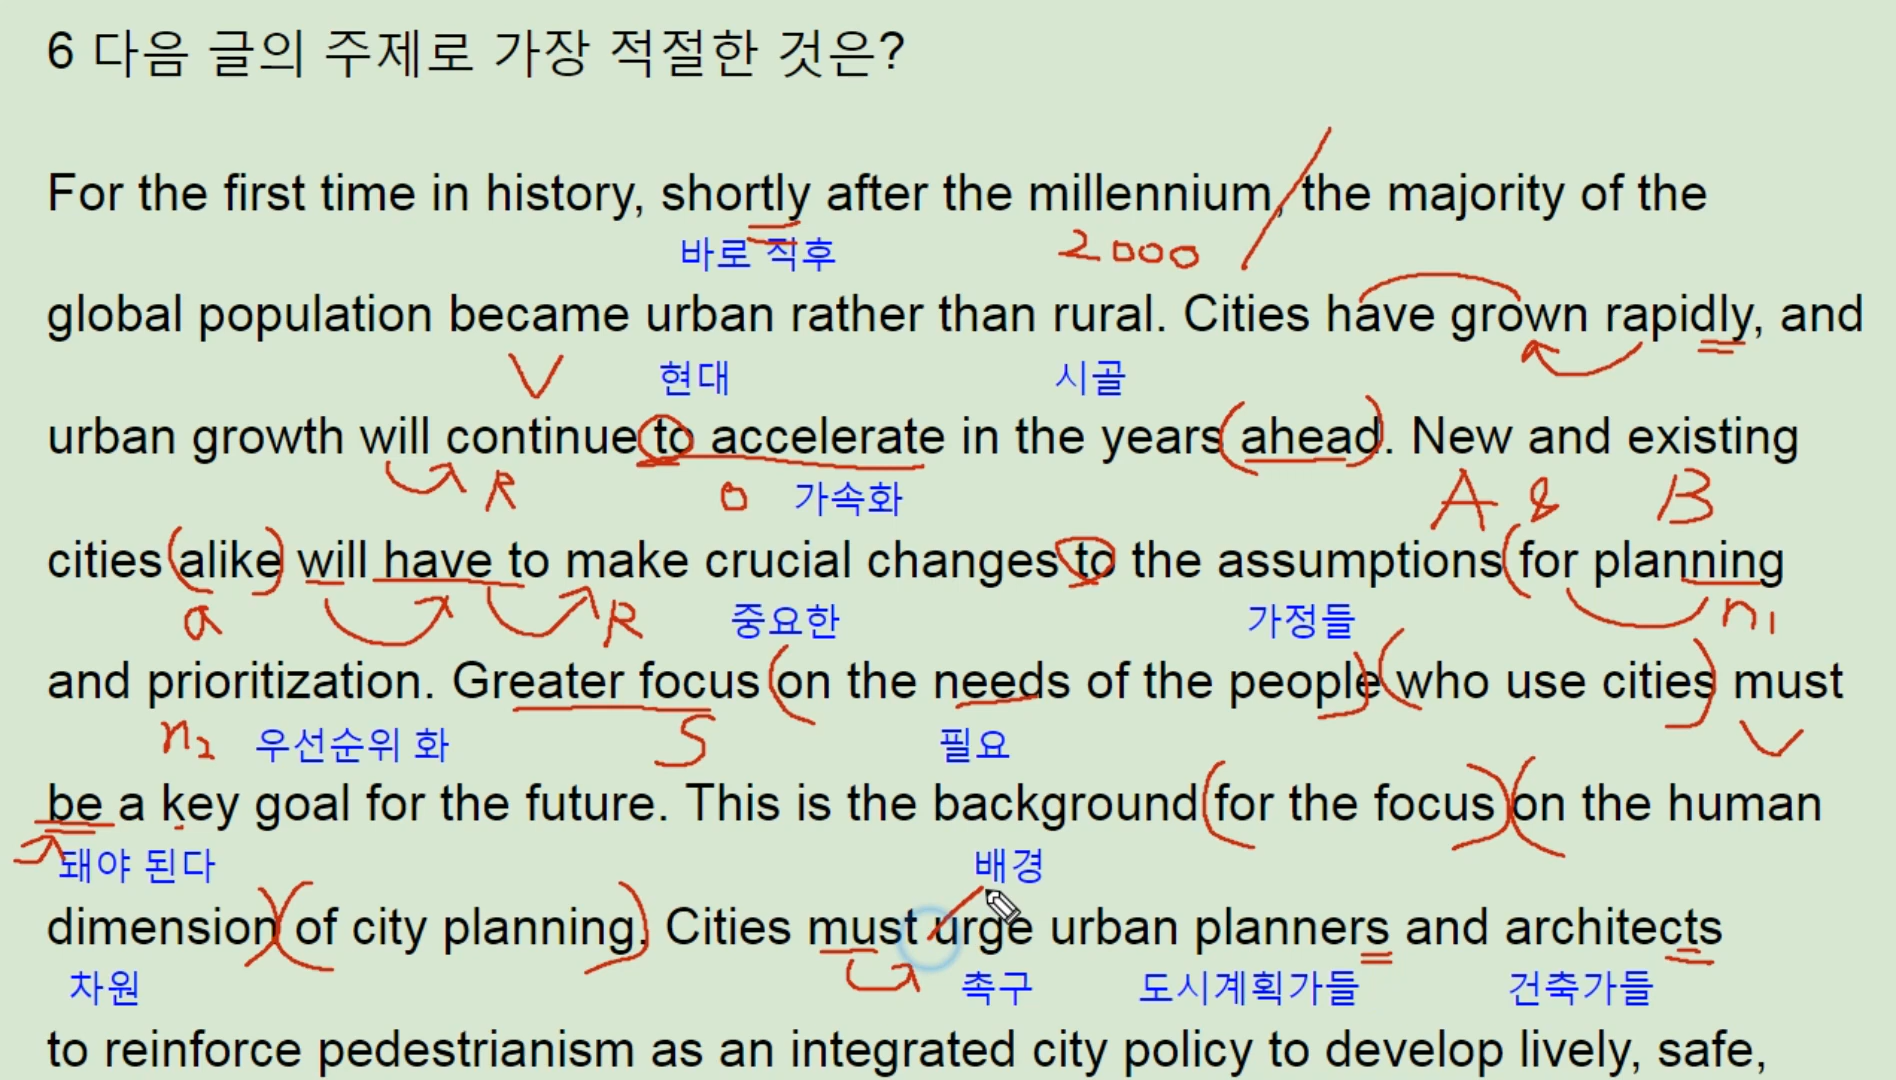 6 다음 글의 주제로 가장 적절한 것은?
For the first time in history, shortly after the millennium, the majority of the
바로 직후 2000
global population became urban rather than rural. Cities have grown rapidly, and
V 현대 시골
urban growth will continue to accelerate in the years ahead. New and existing
R o 가속화 A & B
cities alike will have to make crucial changes to the assumptions for planning
a R 중요한 가정들 n1
and prioritization. Greater focus on the needs of the people who use cities must
n2 우선순위 화 S 필요 V
be a key goal for the future. This is the background for the focus on the human
돼야 된다 배경
dimension of city planning. Cities must urge urban planners and architects
차원 촉구 도시계획가들 건축가들
to reinforce pedestrianism as an integrated city policy to develop lively, safe,